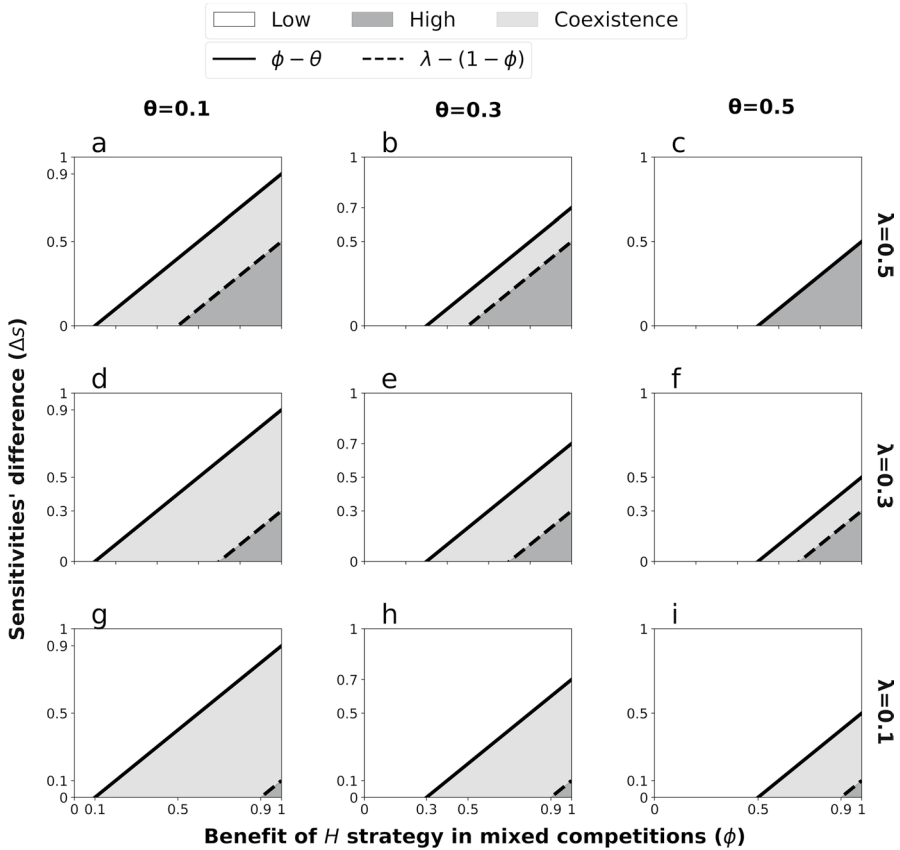 Low High Coexistence
ϕ − θ λ − (1 − ϕ)
θ=0.1 θ=0.3 θ=0.5
a b c
1 1 1
0.9
0.7
0.5 0.5 0.5
0 0 0
λ=0.5
d e f
1 1 1
0.9
0.7
0.5 0.5 0.5
0.3 0.3 0.3
0 0 0
λ=0.3
g h i
1 1 1
0.9
0.7
0.5 0.5 0.5
0.1 0.1 0.1
0 0 0
λ=0.1
0 0.1 0.5 0.9 1 0 0.3 0.5 0.9 1 0 0.5 0.9 1
Sensitivities' difference (Δs)
Benefit of H strategy in mixed competitions (ϕ)